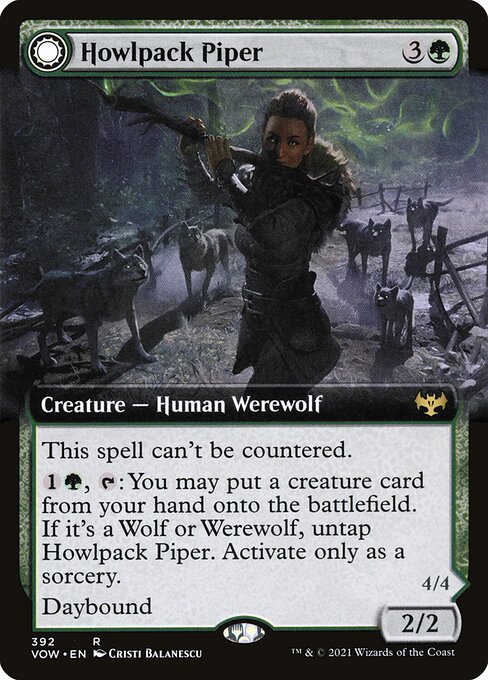 Howlpack Piper 3
Creature — Human Werewolf
This spell can't be countered.
1, : You may put a creature card
from your hand onto the battlefield.
If it's a Wolf or Werewolf, untap
Howlpack Piper. Activate only as a
sorcery.
4/4
Daybound
2/2
392 R
VOW • EN Cristi Balanescu
™ & © 2021 Wizards of the Coast